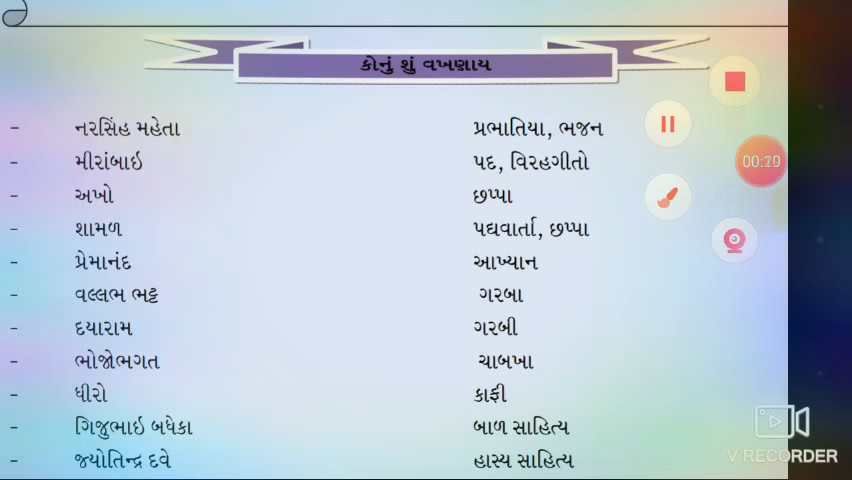 કોનું શું વખણાય
- નરસિંહ મહેતા પ્રભાતિયા, ભજન
- મીરાંબાઇ પદ, વિરહગીતો
- અખો છપ્પા
- શામળ પદ્યવાર્તા, છપ્પા
- પ્રેમાનંદ આખ્યાન
- વલ્લભ ભટ્ટ ગરબા
- દયારામ ગરબી
- ભોજોભગત ચાબખા
- ધીરો કાફી
- ગિજુભાઇ બધેકા બાળ સાહિત્ય
- જ્યોતિન્દ્ર દવે હાસ્ય સાહિત્ય
00:29
V RECORDER